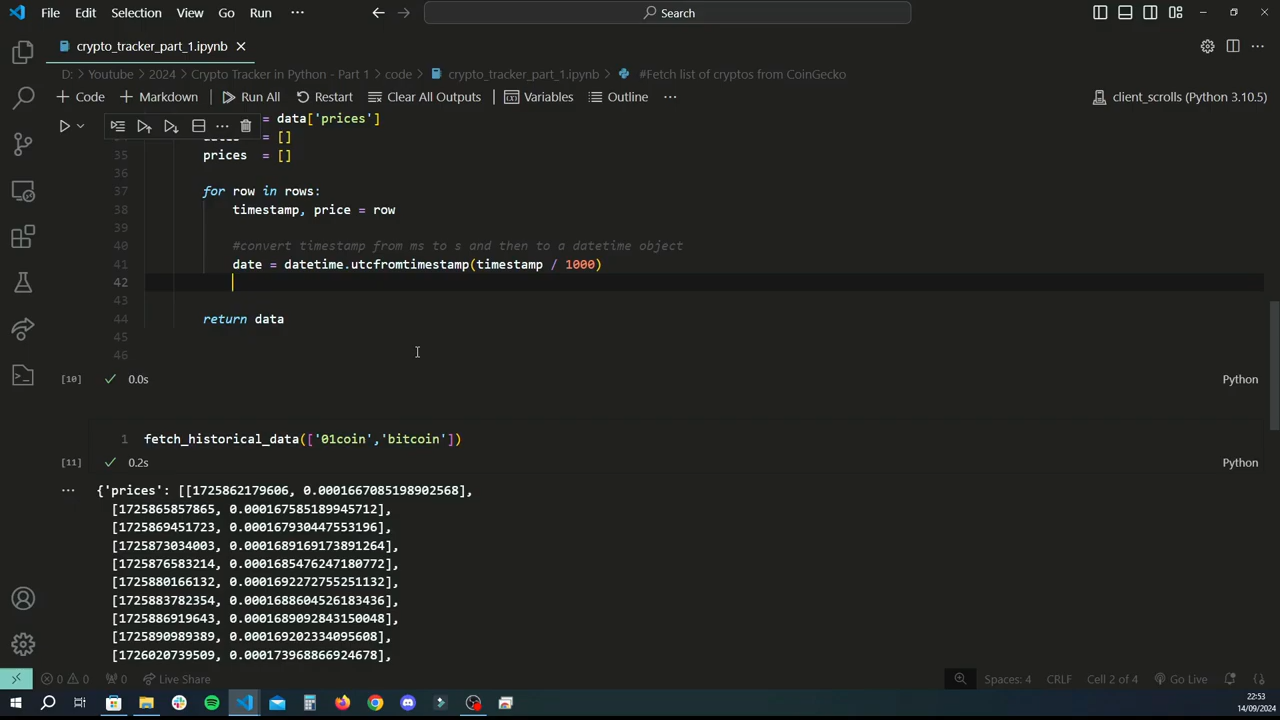 File Edit Selection View Go Run ··· Search
crypto_tracker_part_1.ipynb
D: > Youtube > 2024 > Crypto Tracker in Python - Part 1 > code > crypto_tracker_part_1.ipynb > #Fetch list of cryptos from CoinGecko
+ Code + Markdown Run All Restart Clear All Outputs Variables Outline ··· client_scrolls (Python 3.10.5)
= data['prices']
= []
35 prices = []
36
37 for row in rows:
38 timestamp, price = row
39
40 #convert timestamp from ms to s and then to a datetime object
41 date = datetime.utcfromtimestamp(timestamp / 1000)
42
43
44 return data
45
46
[10] 0.0s Python
1 fetch_historical_data(['01coin','bitcoin'])
[11] 0.2s Python
··· {'prices': [[1725862179606, 0.0001667085198902568],
[1725865857865, 0.000167585189945712],
[1725869451723, 0.000167930447553196],
[1725873034003, 0.0001689169173891264],
[1725876583214, 0.0001685476247180772],
[1725880166132, 0.0001692272755251132],
[1725883782354, 0.0001688604526183436],
[1725886919643, 0.0001689092843150048],
[1725890989389, 0.000169202334095608],
[1726020739509, 0.000173968866924678],
0 0 0 Live Share Spaces: 4 CRLF Cell 2 of 4 Go Live
22:53
14/09/2024